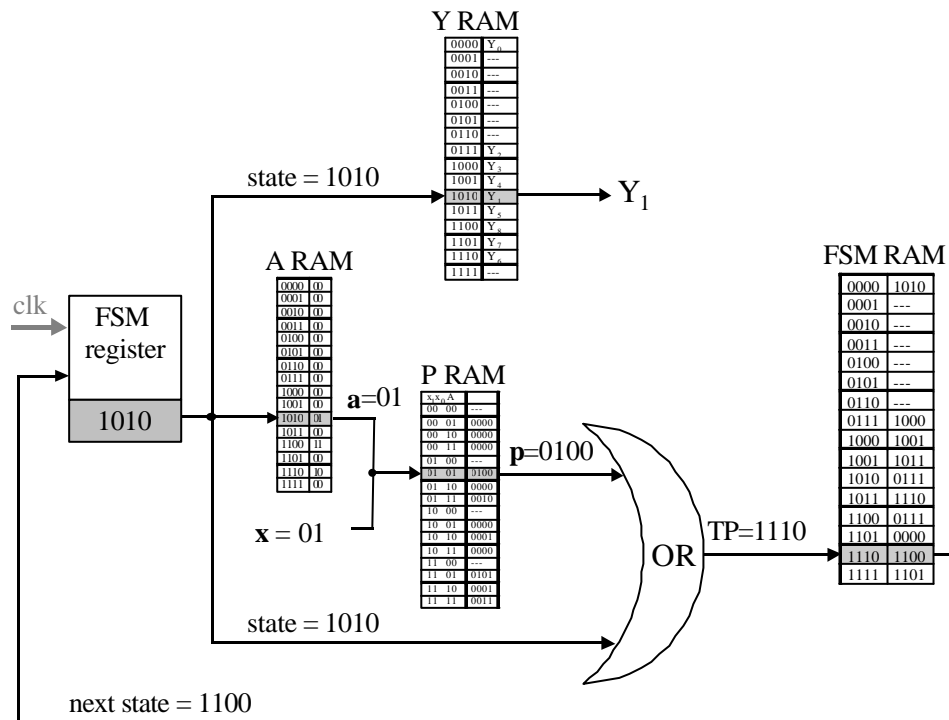 Y RAM
0000 Y0
0001 ---
0010 ---
0011 ---
0100 ---
0101 ---
0110 ---
0111 Y2
1000 Y3
1001 Y4
1010 Y1
1011 Y5
1100 Y8
1101 Y7
1110 Y6
1111 ---
state = 1010
Y1
A RAM
0000 00
0001 00
0010 00
0011 00
0100 00
0101 00
0110 00
0111 00
1000 00
1001 00
1010 01
1011 00
1100 11
1101 00
1110 10
1111 00
clk
FSM
register
1010
a=01
x = 01
P RAM
x1x0 A
00 00 ---
00 01 0000
00 10 0000
00 11 0000
01 00 ---
01 01 0100
01 10 0000
01 11 0010
10 00 ---
10 01 0000
10 10 0001
10 11 0000
11 00 ---
11 01 0101
11 10 0001
11 11 0011
p=0100
OR
TP=1110
FSM RAM
0000 1010
0001 ---
0010 ---
0011 ---
0100 ---
0101 ---
0110 ---
0111 1000
1000 1001
1001 1011
1010 0111
1011 1110
1100 0111
1101 0000
1110 1100
1111 1101
state = 1010
next state = 1100